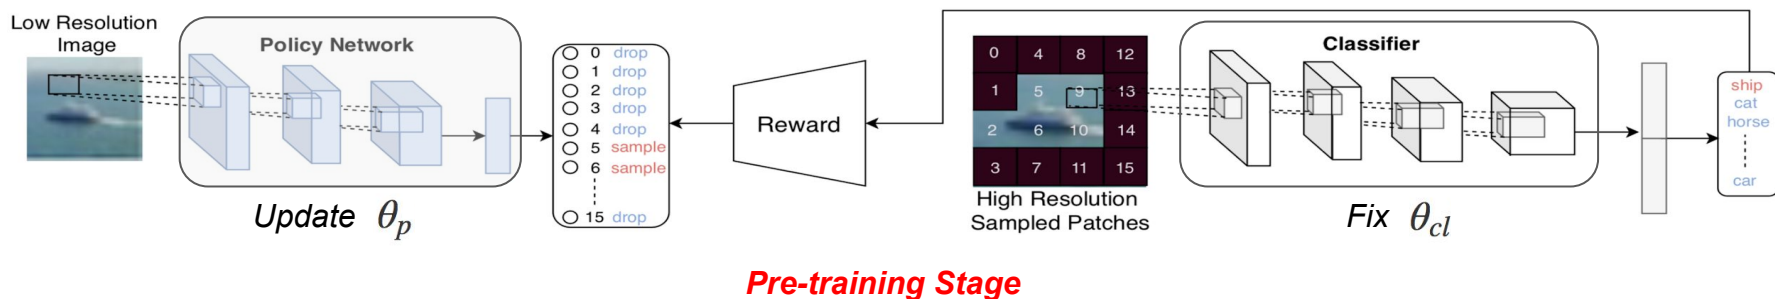 Low Resolution
Image
Policy Network
0 drop
1 drop
2 drop
3 drop
4 drop
5 sample
6 sample
15 drop
Update θp
Reward
0 4 8 12
1 5 9 13
2 6 10 14
3 7 11 15
High Resolution
Sampled Patches
Classifier
Fix θcl
ship
cat
horse
car
Pre-training Stage